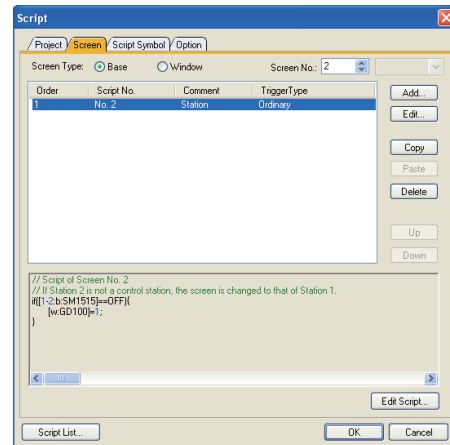 Script
Project Screen Script Symbol Option
Screen Type: Base Window Screen No.: 2
Order Script No. Comment TriggerType
1 No. 2 Station Ordinary
Add...
Edit...
Copy
Paste
Delete
Up
Down
// Script of Screen No. 2
// If Station 2 is not a control station, the screen is changed to that of Station 1.
if([1-2:b:SM1515]==OFF){
[w:GD100]=1;
}
Edit Script...
Script List... OK Cancel